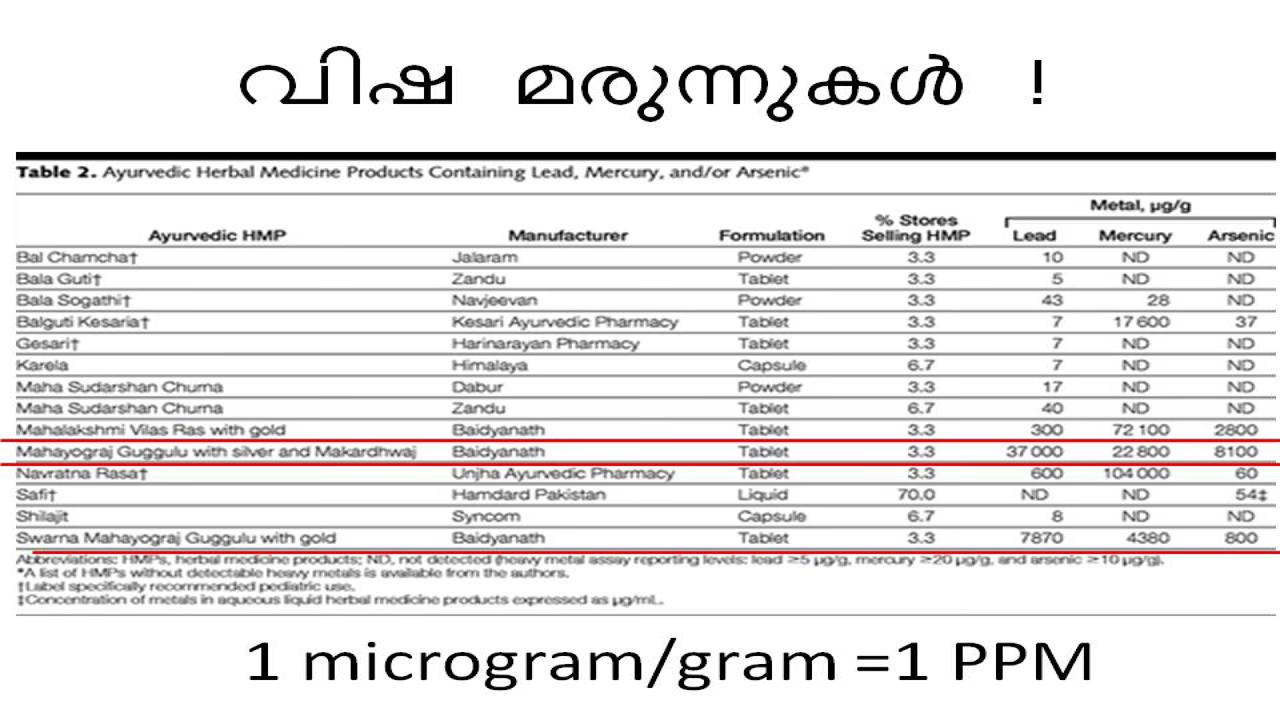 വിഷ മരുന്നുകൾ !
Table 2. Ayurvedic Herbal Medicine Products Containing Lead, Mercury, and/or Arsenic*
Metal, μg/g
% Stores
Ayurvedic HMP Manufacturer Formulation Selling HMP Lead Mercury Arsenic
Bal Chamcha† Jalaram Powder 3.3 10 ND ND
Bala Guti† Zandu Tablet 3.3 5 ND ND
Bala Sogathi† Navjeevan Powder 3.3 43 28 ND
Balguti Kesaria† Kesari Ayurvedic Pharmacy Tablet 3.3 7 17 600 37
Gesari† Harinarayan Pharmacy Tablet 3.3 7 ND ND
Karela Himalaya Capsule 6.7 7 ND ND
Maha Sudarshan Churna Dabur Powder 3.3 17 ND ND
Maha Sudarshan Churna Zandu Tablet 6.7 40 ND ND
Mahalakshmi Vilas Ras with gold Baidyanath Tablet 3.3 300 72 100 2800
Mahayograj Guggulu with silver and Makardhwaj Baidyanath Tablet 3.3 37 000 22 800 8100
Navratna Rasa† Unjha Ayurvedic Pharmacy Tablet 3.3 600 104 000 60
Safi† Hamdard Pakistan Liquid 70.0 ND ND 54‡
Shilajit Syncom Capsule 6.7 8 ND ND
Swarna Mahayograj Guggulu with gold Baidyanath Tablet 3.3 7870 4380 800
Abbreviations: HMPs, herbal medicine products; ND, not detected (heavy metal assay reporting levels: lead ≥5 μg/g, mercury ≥20 μg/g, and arsenic ≥10 μg/g).
*A list of HMPs without detectable heavy metals is available from the authors.
†Label specifically recommended pediatric use.
‡Concentration of metals in aqueous liquid herbal medicine products expressed as μg/mL.
1 microgram/gram =1 PPM